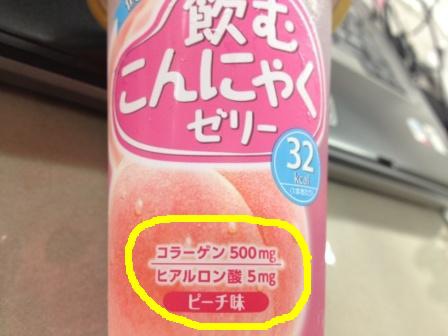 飲む
こんにゃく
ゼリー
32
kcal
コラーゲン 500mg
ヒアルロン酸 5mg
ピーチ味